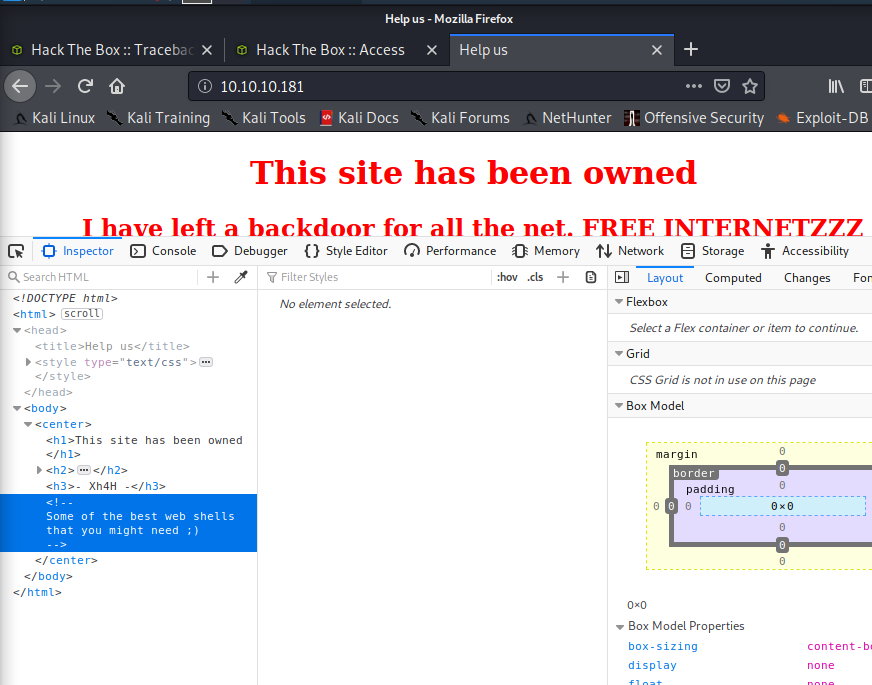 Help us - Mozilla Firefox
Hack The Box :: Traceba
Hack The Box :: Access
Help us
10.10.10.181
Kali Linux Kali Training Kali Tools Kali Docs Kali Forums NetHunter Offensive Security Exploit-DB
This site has been owned
I have left a backdoor for all the net. FREE INTERNETZZZ
Inspector Console Debugger {} Style Editor Performance Memory Network Storage Accessibility
Search HTML
Filter Styles
:hov .cls
Layout Computed Changes Fon
<!DOCTYPE html>
<html> scroll
<head>
<title>Help us</title>
<style type="text/css">
</style>
</head>
<body>
<center>
<h1>This site has been owned
</h1>
<h2></h2>
<h3>- Xh4H -</h3>
<!--
Some of the best web shells
that you might need ;)
-->
</center>
</body>
</html>
No element selected.
Flexbox
Select a Flex container or item to continue.
Grid
CSS Grid is not in use on this page
Box Model
margin 0
border 0
padding 0
0 0 0 0×0
0
0
0
0×0
Box Model Properties
box-sizing content-bo
display none
float none